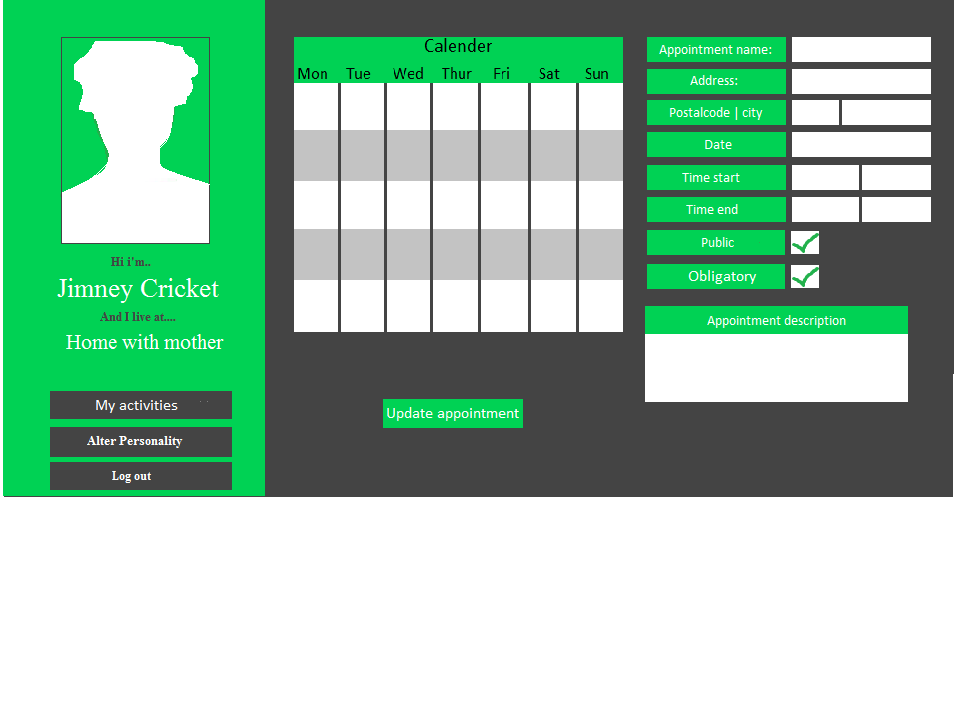 Hi i'm..
Jimney Cricket
And I live at....
Home with mother
My activities
Alter Personality
Log out
Calender
Mon Tue Wed Thur Fri Sat Sun
Update appointment
Appointment name:
Address:
Postalcode | city
Date
Time start
Time end
Public
Obligatory
Appointment description